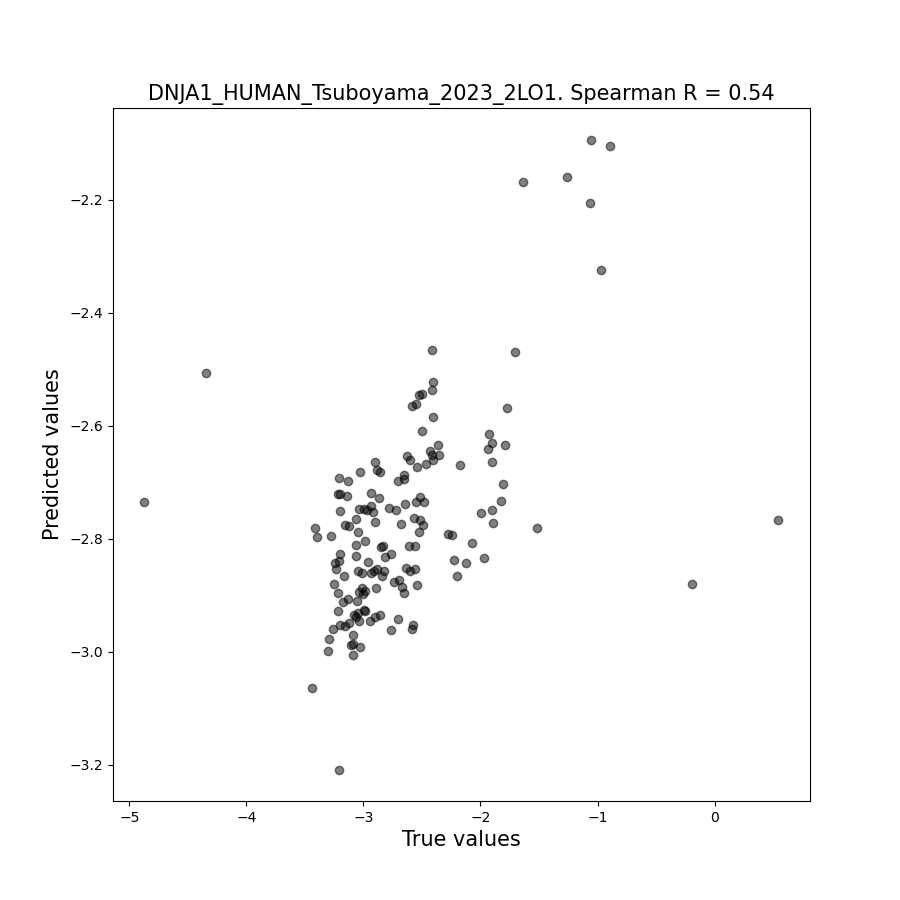 DNJA1_HUMAN_Tsuboyama_2023_2LO1. Spearman R = 0.54
Predicted values
−2.2
−2.4
−2.6
−2.8
−3.0
−3.2
−5 −4 −3 −2 −1 0
True values